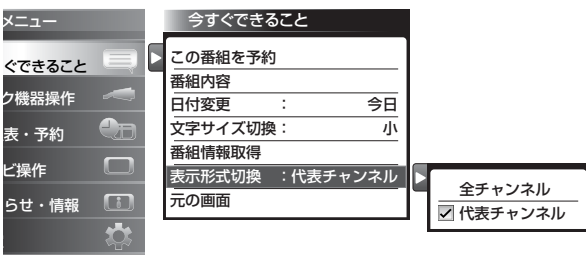 メニュー
ぐできること
ク機器操作
表・予約
ビ操作
らせ・情報
今すぐできること
この番組を予約
番組内容
日付変更 : 今日
文字サイズ切換 : 小
番組情報取得
表示形式切換 : 代表チャンネル
元の画面
全チャンネル
代表チャンネル